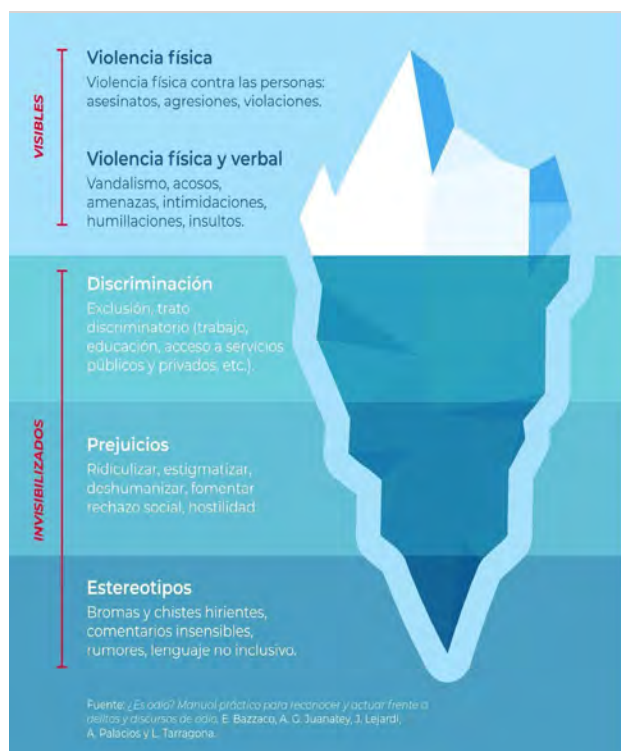 VISIBLES
Violencia física
Violencia física contra las personas:
asesinatos, agresiones, violaciones.
Violencia física y verbal
Vandalismo, acosos,
amenazas, intimidaciones,
humillaciones, insultos.
INVISIBILIZADOS
Discriminación
Exclusión, trato
discriminatorio (trabajo,
educación, acceso a servicios
públicos y privados, etc.).
Prejuicios
Ridiculizar, estigmatizar,
deshumanizar, fomentar
rechazo social, hostilidad
Estereotipos
Bromas y chistes hirientes,
comentarios insensibles,
rumores, lenguaje no inclusivo.
Fuente: ¿Es odio? Manual práctico para reconocer y actuar frente a
delitos y discursos de odio, E. Bazzaco, A. G. Juanatey, J. Lejardi,
A. Palacios y L. Tarragona.